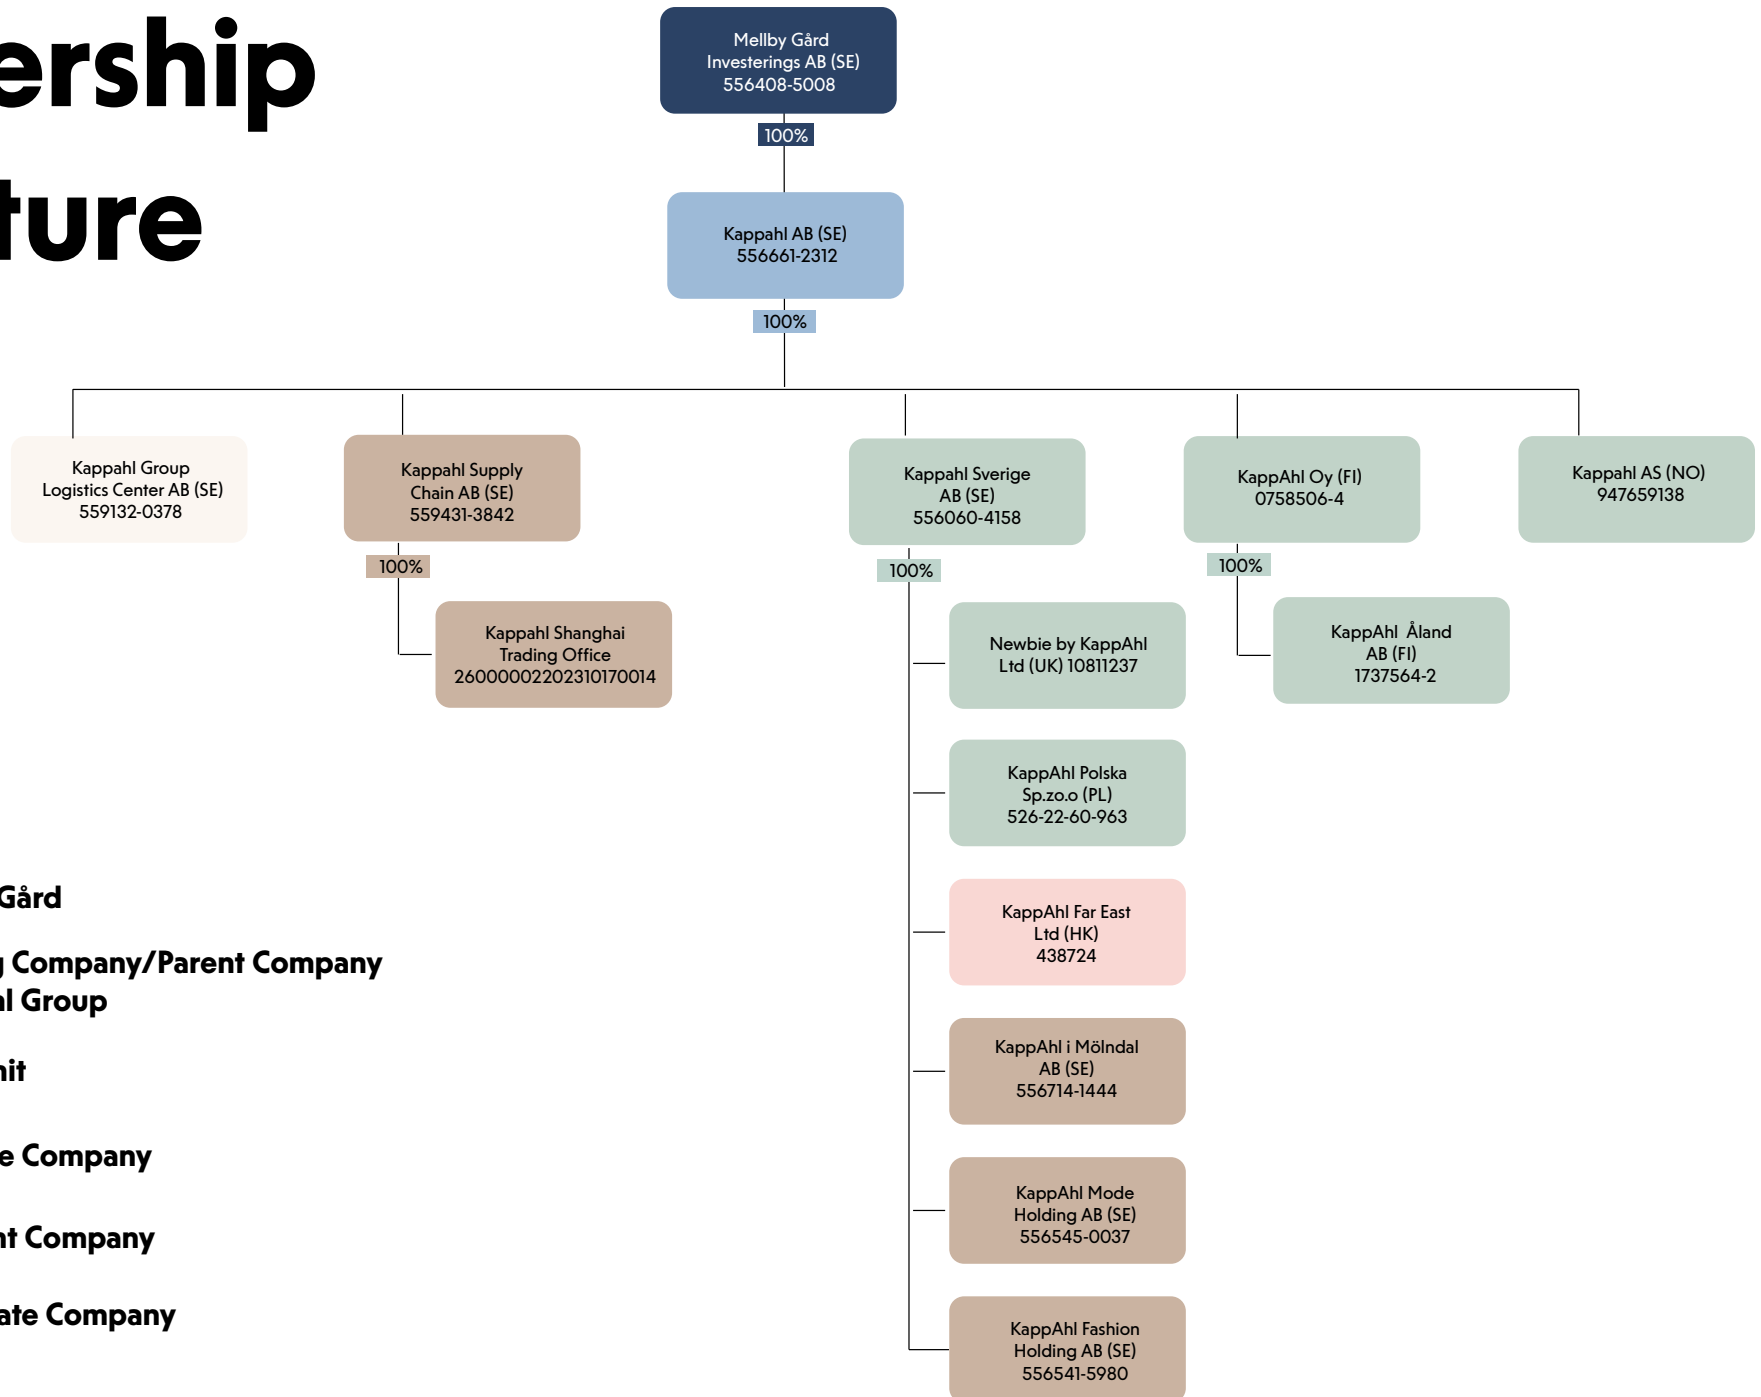 ership
ture
Mellby Gård
Investerings AB (SE)
556408-5008
100%
Kappahl AB (SE)
556661-2312
100%
Kappahl Group
Logistics Center AB (SE)
559132-0378
Kappahl Supply
Chain AB (SE)
559431-3842
100%
Kappahl Shanghai
Trading Office
26000002202310170014
Kappahl Sverige
AB (SE)
556060-4158
100%
Newbie by KappAhl
Ltd (UK) 10811237
KappAhl Polska
Sp.zo.o (PL)
526-22-60-963
KappAhl Far East
Ltd (HK)
438724
KappAhl i Mölndal
AB (SE)
556714-1444
KappAhl Mode
Holding AB (SE)
556545-0037
KappAhl Fashion
Holding AB (SE)
556541-5980
KappAhl Oy (FI)
0758506-4
100%
KappAhl Åland
AB (FI)
1737564-2
Kappahl AS (NO)
947659138
Gård
g Company/Parent Company
al Group
nit
e Company
nt Company
ate Company